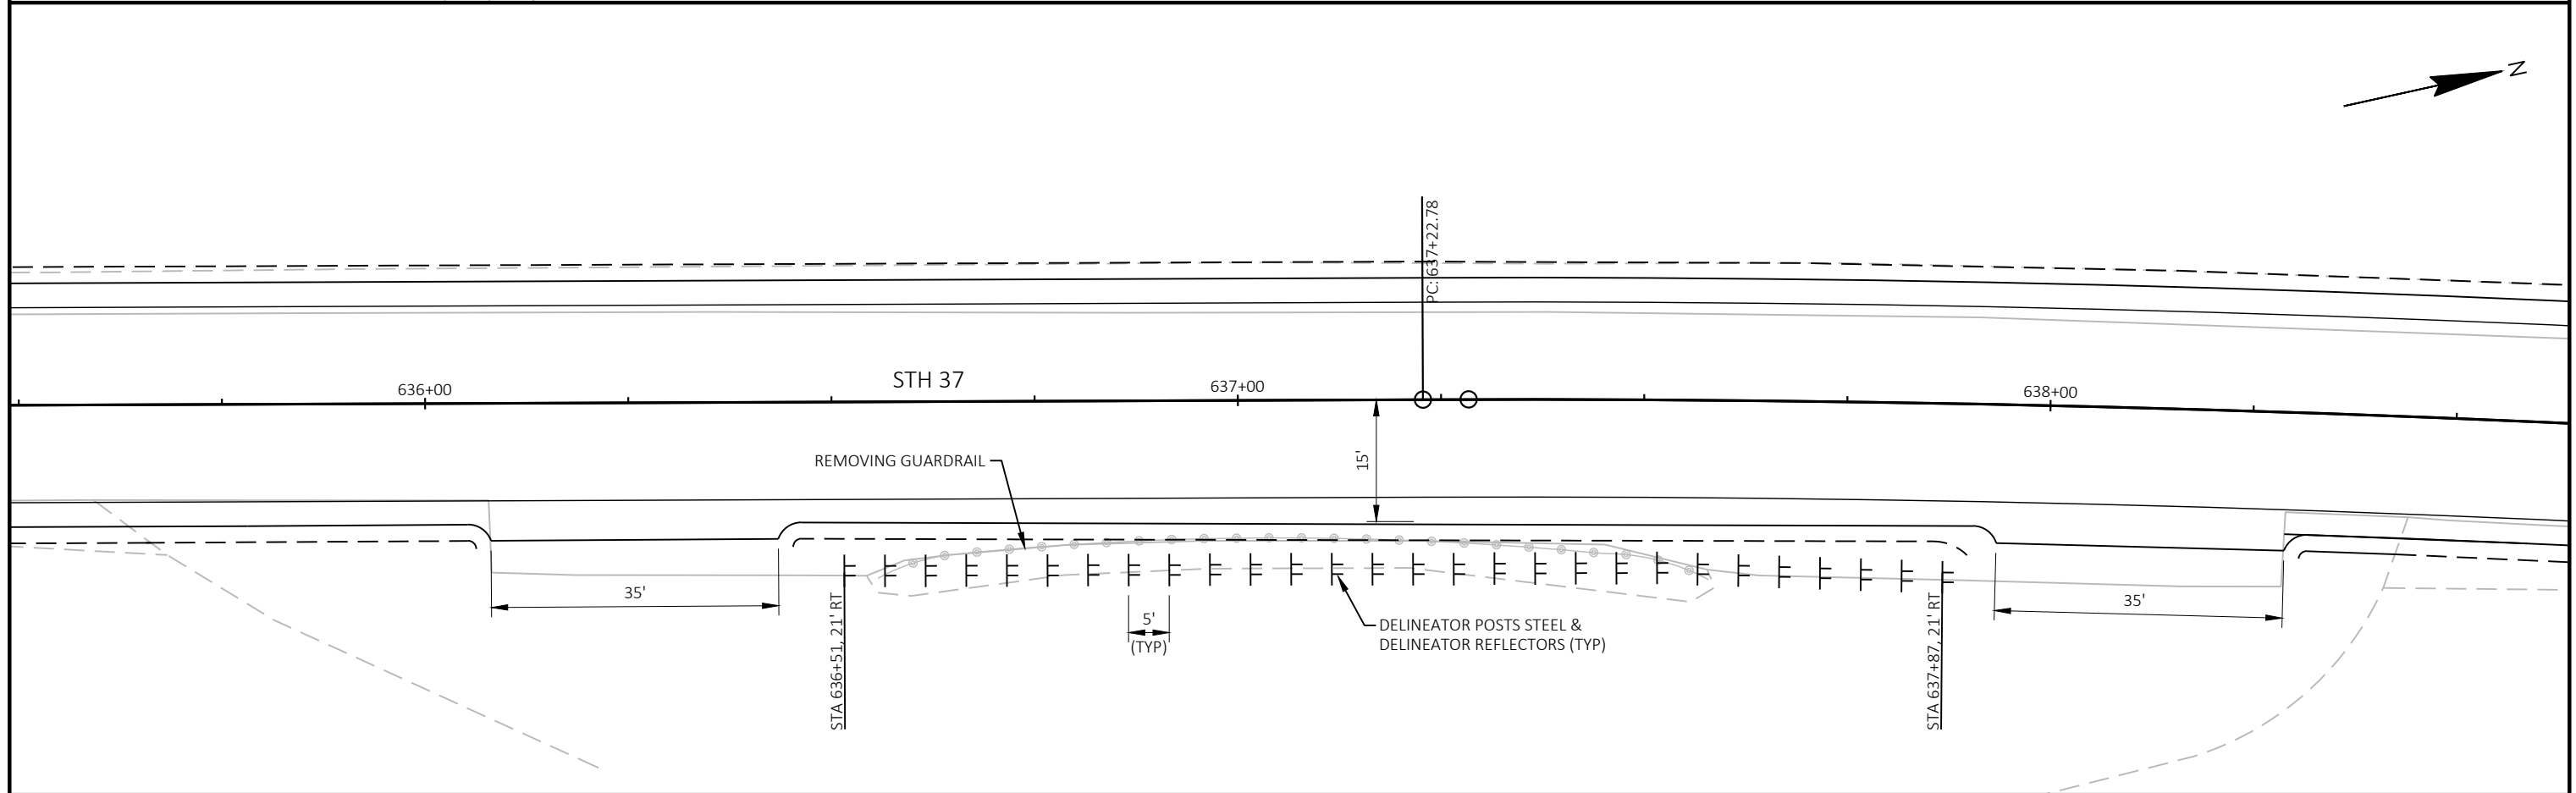 N
PC: 637+22.78
STH 37
636+00
637+00
638+00
REMOVING GUARDRAIL
15'
35'
5'
(TYP)
DELINEATOR POSTS STEEL &
DELINEATOR REFLECTORS (TYP)
35'
STA 636+51, 21' RT
STA 637+87, 21' RT